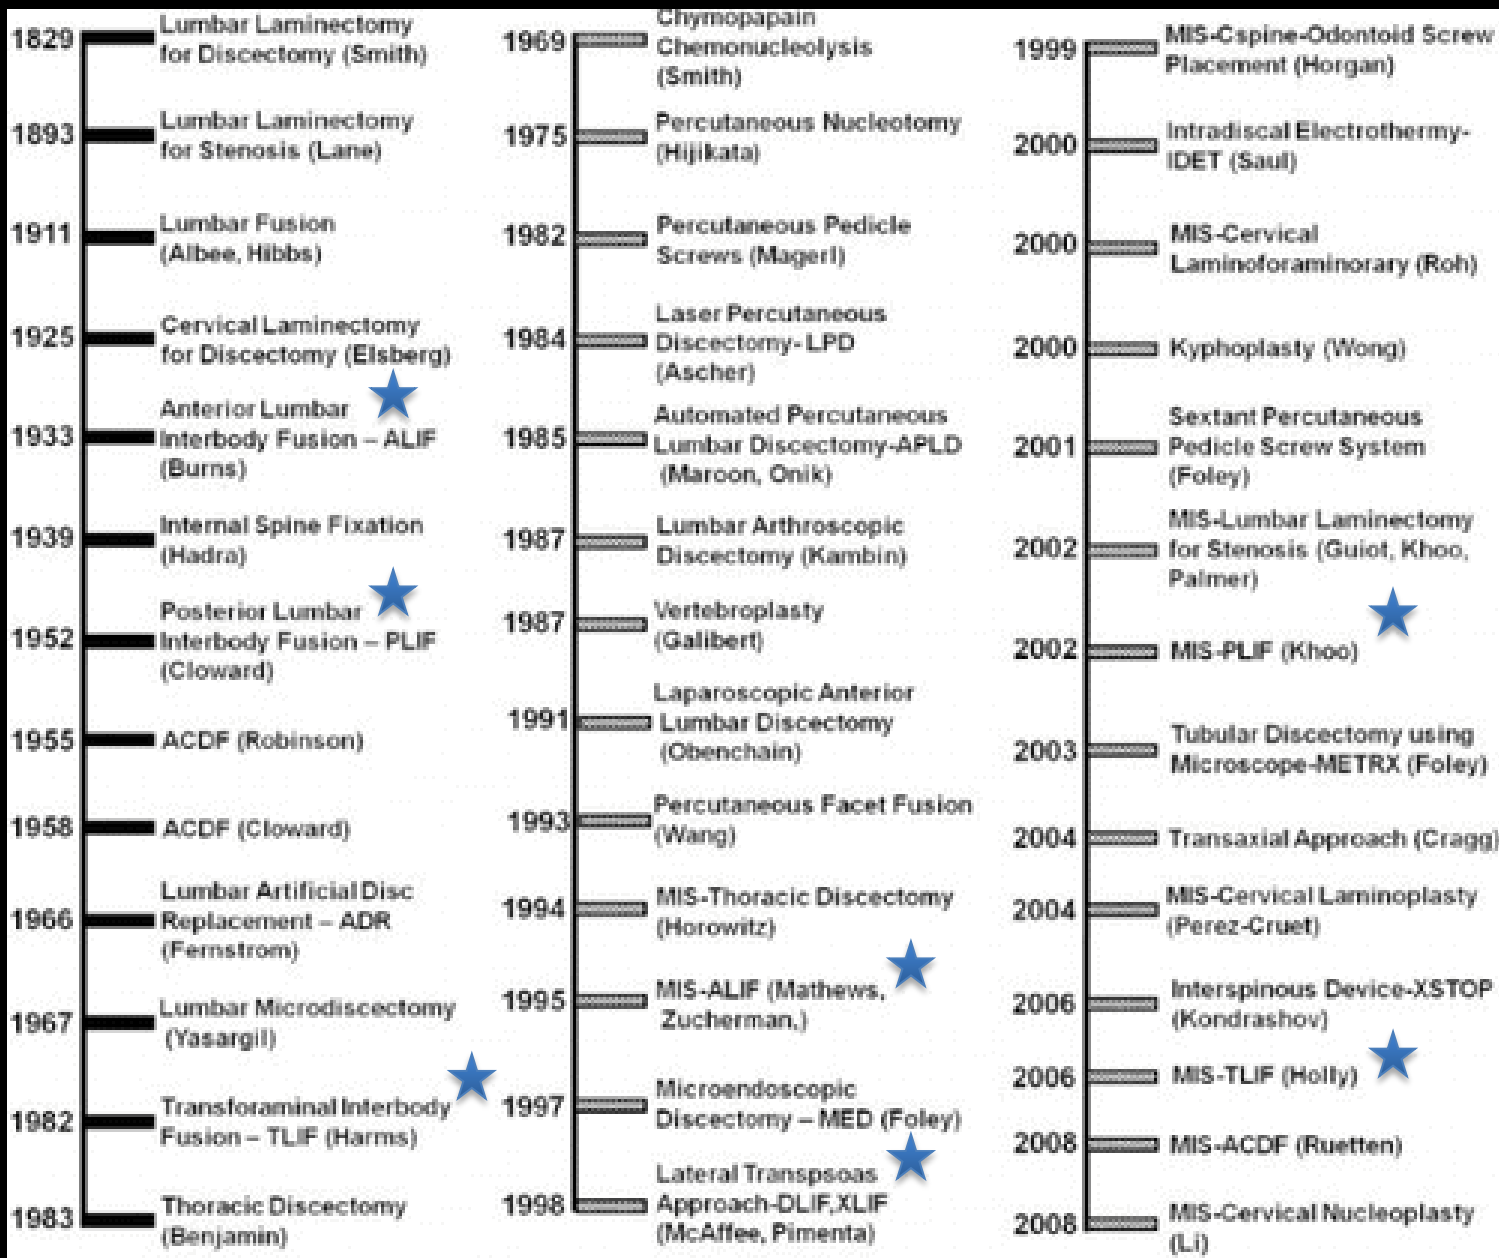 1829 Lumbar Laminectomy
for Discectomy (Smith)
1893 Lumbar Laminectomy
for Stenosis (Lane)
1911 Lumbar Fusion
(Albee, Hibbs)
1925 Cervical Laminectomy
for Discectomy (Elsberg)
1933 Anterior Lumbar
Interbody Fusion – ALIF
(Burns)
1939 Internal Spine Fixation
(Hadra)
1952 Posterior Lumbar
Interbody Fusion – PLIF
(Cloward)
1955 ACDF (Robinson)
1958 ACDF (Cloward)
1966 Lumbar Artificial Disc
Replacement – ADR
(Fernstrom)
1967 Lumbar Microdiscectomy
(Yasargil)
1982 Transforaminal Interbody
Fusion – TLIF (Harms)
1983 Thoracic Discectomy
(Benjamin)
1969 Chymopapain
Chemonucleolysis
(Smith)
1975 Percutaneous Nucleotomy
(Hijikata)
1982 Percutaneous Pedicle
Screws (Magerl)
1984 Laser Percutaneous
Discectomy- LPD
(Ascher)
1985 Automated Percutaneous
Lumbar Discectomy-APLD
(Maroon, Onik)
1987 Lumbar Arthroscopic
Discectomy (Kambin)
1987 Vertebroplasty
(Galibert)
1991 Laparoscopic Anterior
Lumbar Discectomy
(Obenchain)
1993 Percutaneous Facet Fusion
(Wang)
1994 MIS-Thoracic Discectomy
(Horowitz)
1995 MIS-ALIF (Mathews,
Zucherman,)
1997 Microendoscopic
Discectomy – MED (Foley)
1998 Lateral Transpsoas
Approach-DLIF,XLIF
(McAffee, Pimenta)
1999 MIS-Cspine-Odontoid Screw
Placement (Horgan)
2000 Intradiscal Electrothermy-
IDET (Saul)
2000 MIS-Cervical
Laminoforaminorary (Roh)
2000 Kyphoplasty (Wong)
2001 Sextant Percutaneous
Pedicle Screw System
(Foley)
2002 MIS-Lumbar Laminectomy
for Stenosis (Guiot, Khoo,
Palmer)
2002 MIS-PLIF (Khoo)
2003 Tubular Discectomy using
Microscope-METRX (Foley)
2004 Transaxial Approach (Cragg)
2004 MIS-Cervical Laminoplasty
(Perez-Cruet)
2006 Interspinous Device-XSTOP
(Kondrashov)
2006 MIS-TLIF (Holly)
2008 MIS-ACDF (Ruetten)
2008 MIS-Cervical Nucleoplasty
(Li)